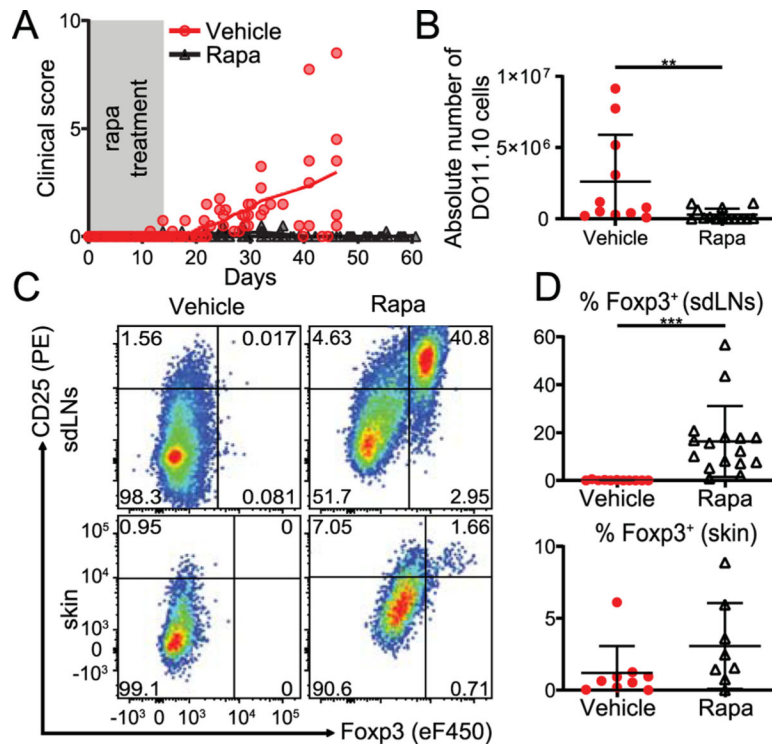 A
10
Vehicle
Rapa
5
0
Clinical score
rapa
treatment
0 10 20 30 40 50 60
Days
B
**
1×10⁷
5×10⁶
0
Absolute number of
DO11.10 cells
Vehicle Rapa
C
Vehicle Rapa
1.56 0.017
98.3 0.081
4.63 40.8
51.7 2.95
CD25 (PE)
sdLNs
skin
0.95 0
99.1 0
7.05 1.66
90.6 0.71
10⁵
10⁴
10³
0
-10³
-10³ 0 10³ 10⁴ 10⁵
-10³ 0 10³ 10⁴ 10⁵
Foxp3 (eF450)
D
% Foxp3⁺ (sdLNs)
***
60
40
20
0
Vehicle Rapa
% Foxp3⁺ (skin)
10
5
0
Vehicle Rapa